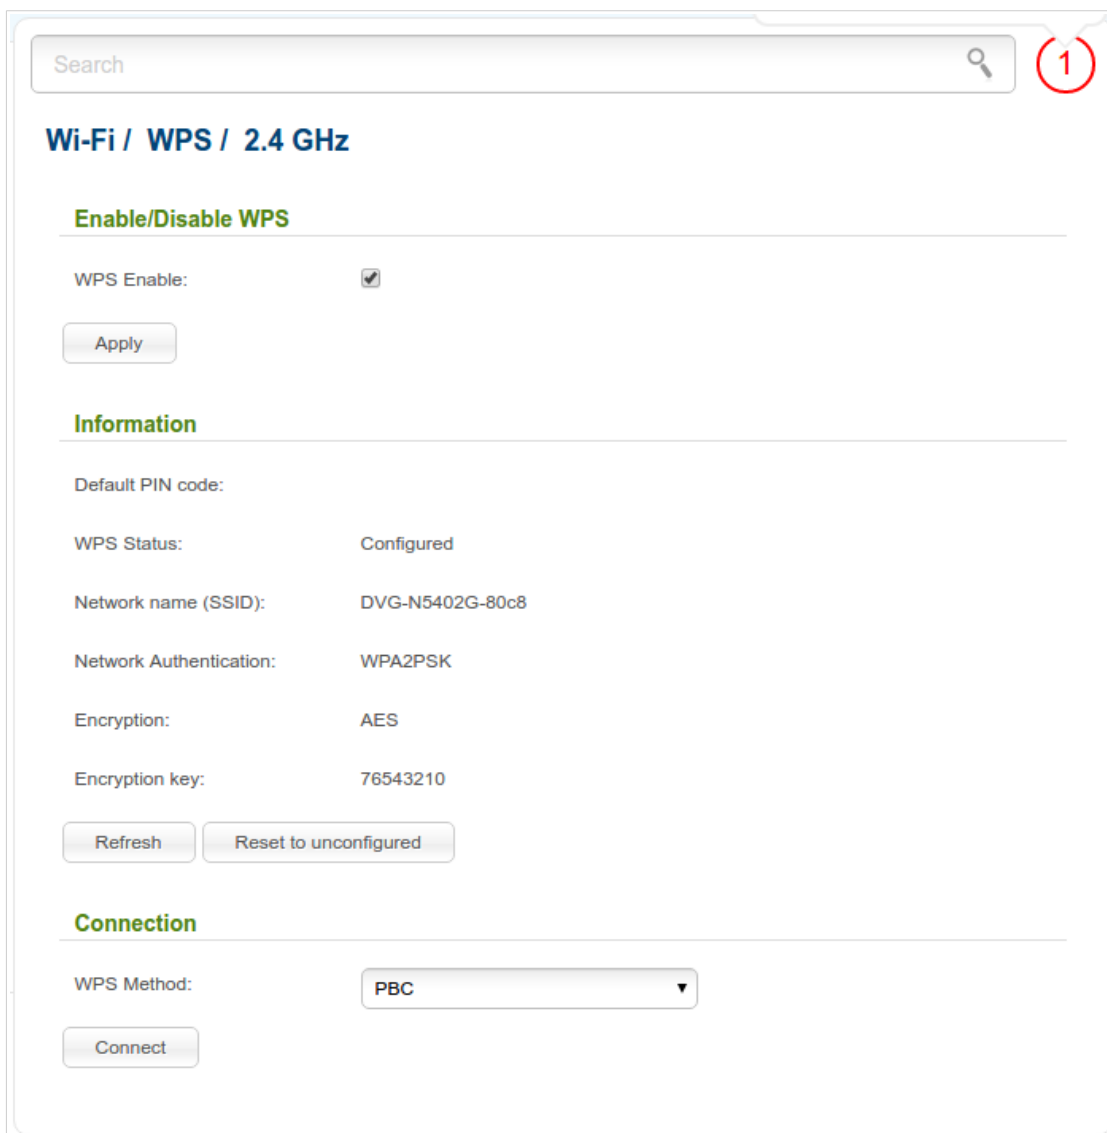 Search
1
Wi-Fi / WPS / 2.4 GHz
Enable/Disable WPS
WPS Enable:
Apply
Information
Default PIN code:
WPS Status: Configured
Network name (SSID): DVG-N5402G-80c8
Network Authentication: WPA2PSK
Encryption: AES
Encryption key: 76543210
Refresh Reset to unconfigured
Connection
WPS Method: PBC
Connect